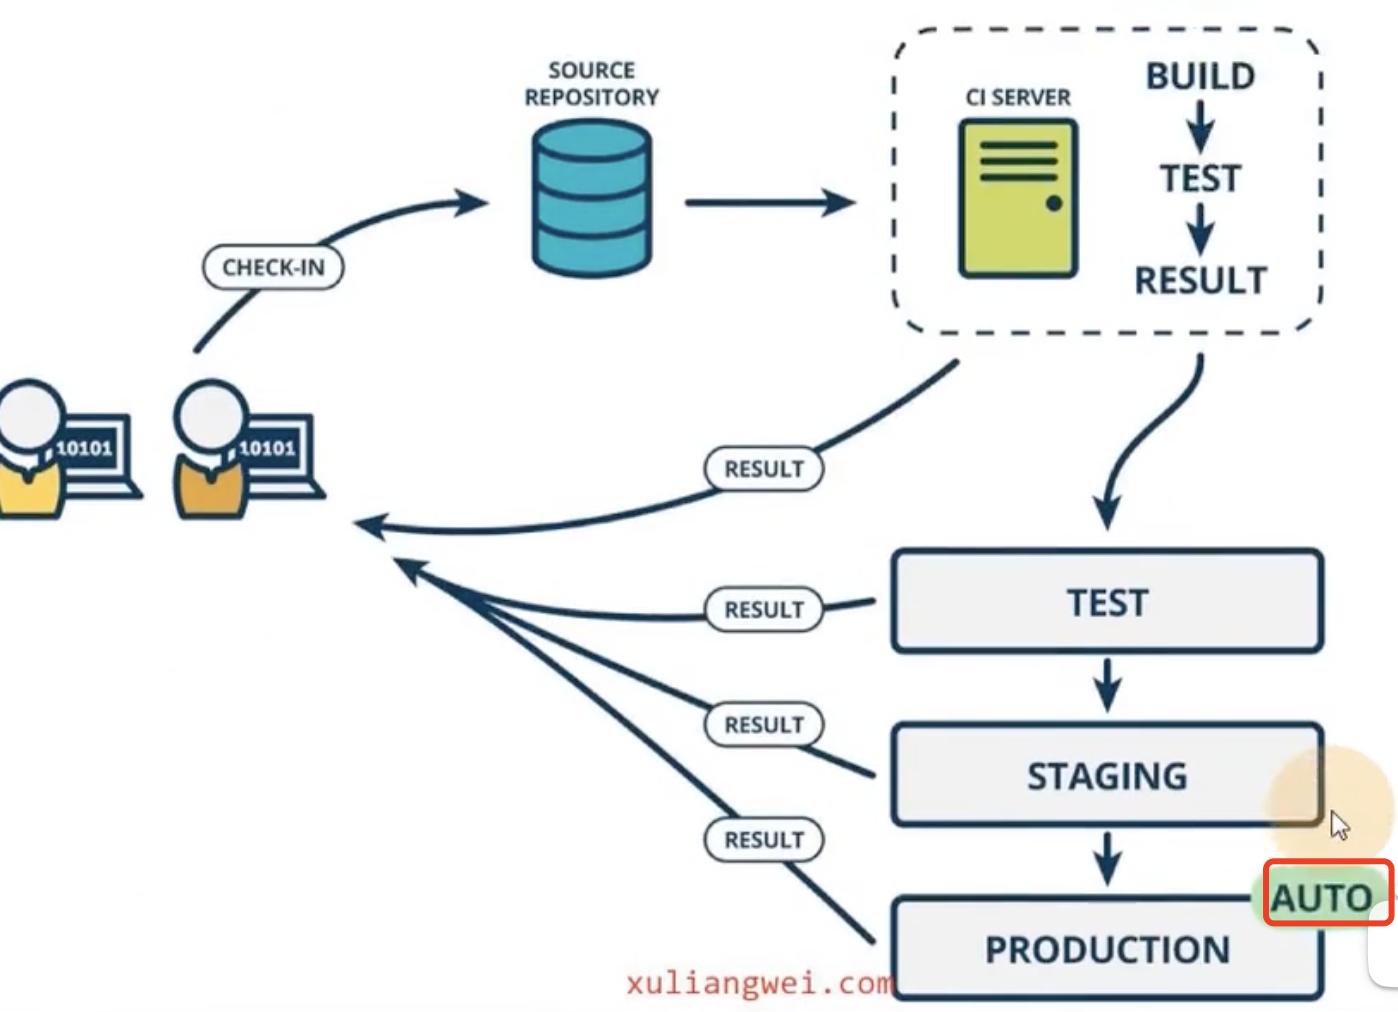 SOURCE
REPOSITORY
CI SERVER
BUILD
TEST
RESULT
CHECK-IN
10101
10101
RESULT
RESULT
TEST
RESULT
STAGING
RESULT
AUTO
PRODUCTION
xuliangwei.com